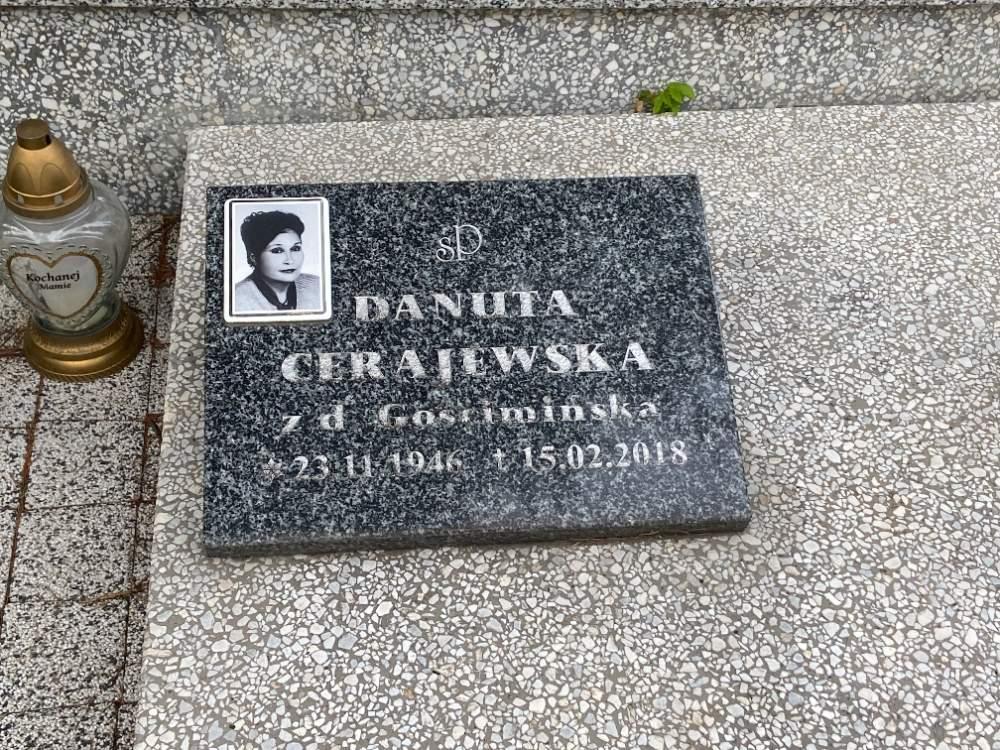 Kochanej
Mamie
śp
DANUTA
CERAJEWSKA
z d Gościmińska
* 23.11.1946 † 15.02.2018